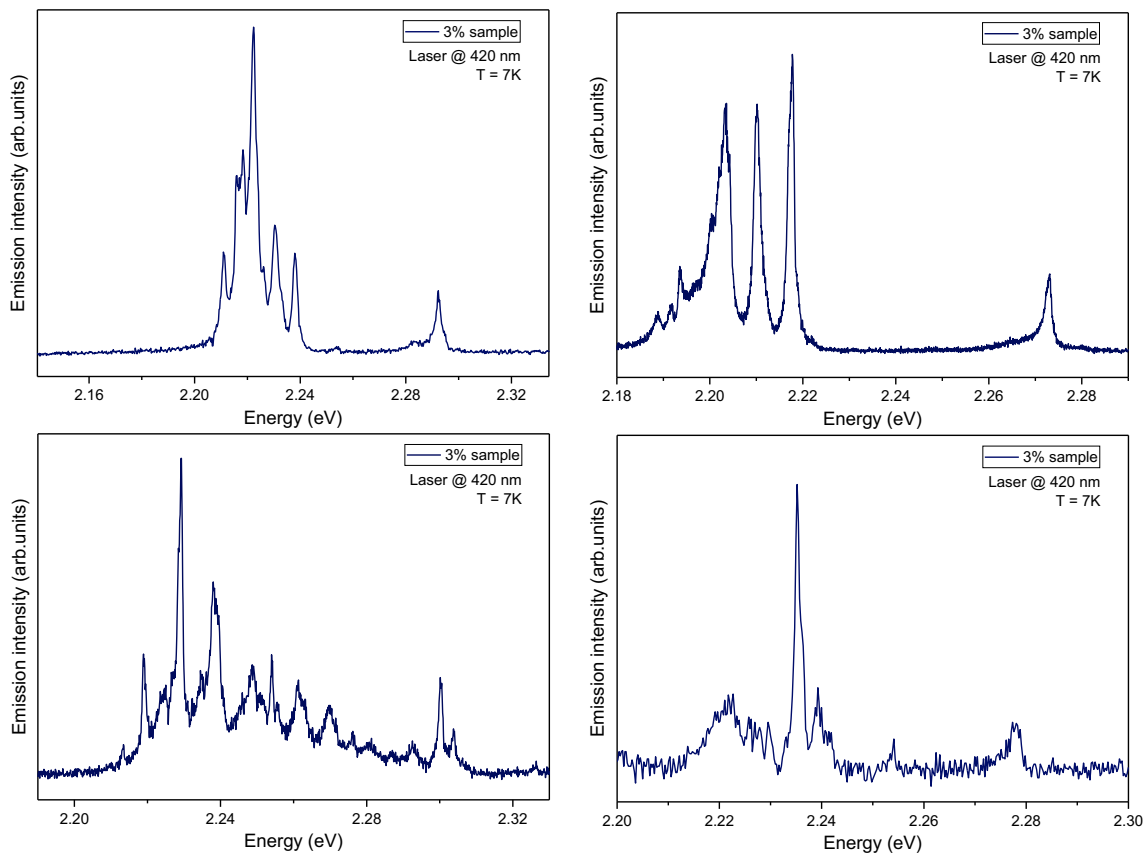 Emission intensity (arb.units)
3% sample
Laser @ 420 nm
T = 7K
2.16 2.20 2.24 2.28 2.32
Energy (eV)
Emission intensity (arb.units)
3% sample
Laser @ 420 nm
T = 7K
2.18 2.20 2.22 2.24 2.26 2.28
Energy (eV)
Emission intensity (arb.units)
3% sample
Laser @ 420 nm
T = 7K
2.20 2.24 2.28 2.32
Energy (eV)
Emission intensity (arb.units)
3% sample
Laser @ 420 nm
T = 7K
2.20 2.22 2.24 2.26 2.28 2.30
Energy (eV)